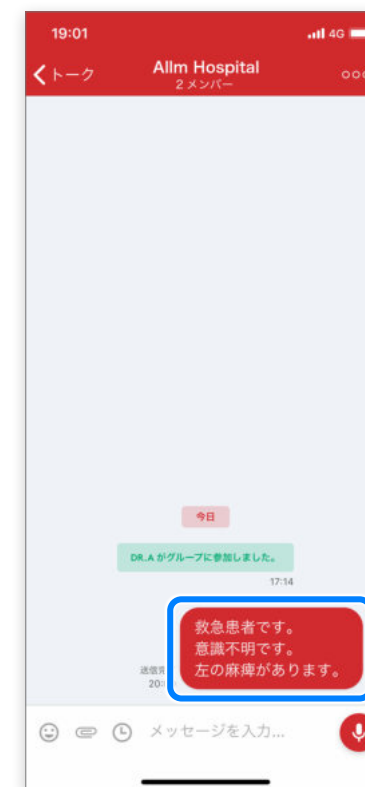 19:01
4G
トーク
Allm Hospital
2 メンバー
今日
DR.A がグループに参加しました。
17:14
救急患者です。
意識不明です。
左の麻痺があります。
メッセージを入力...